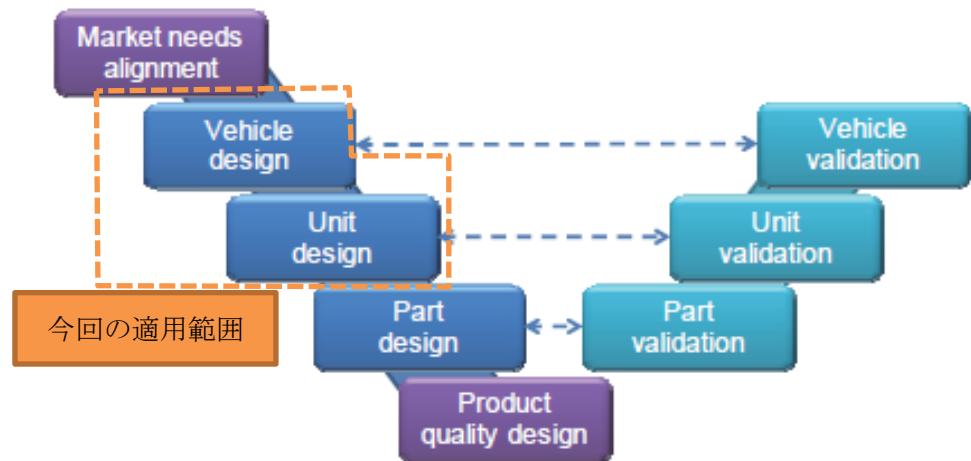 Market needs
alignment
Vehicle
design
Vehicle
validation
Unit
design
Unit
validation
今回の適用範囲
Part
design
Part
validation
Product
quality design